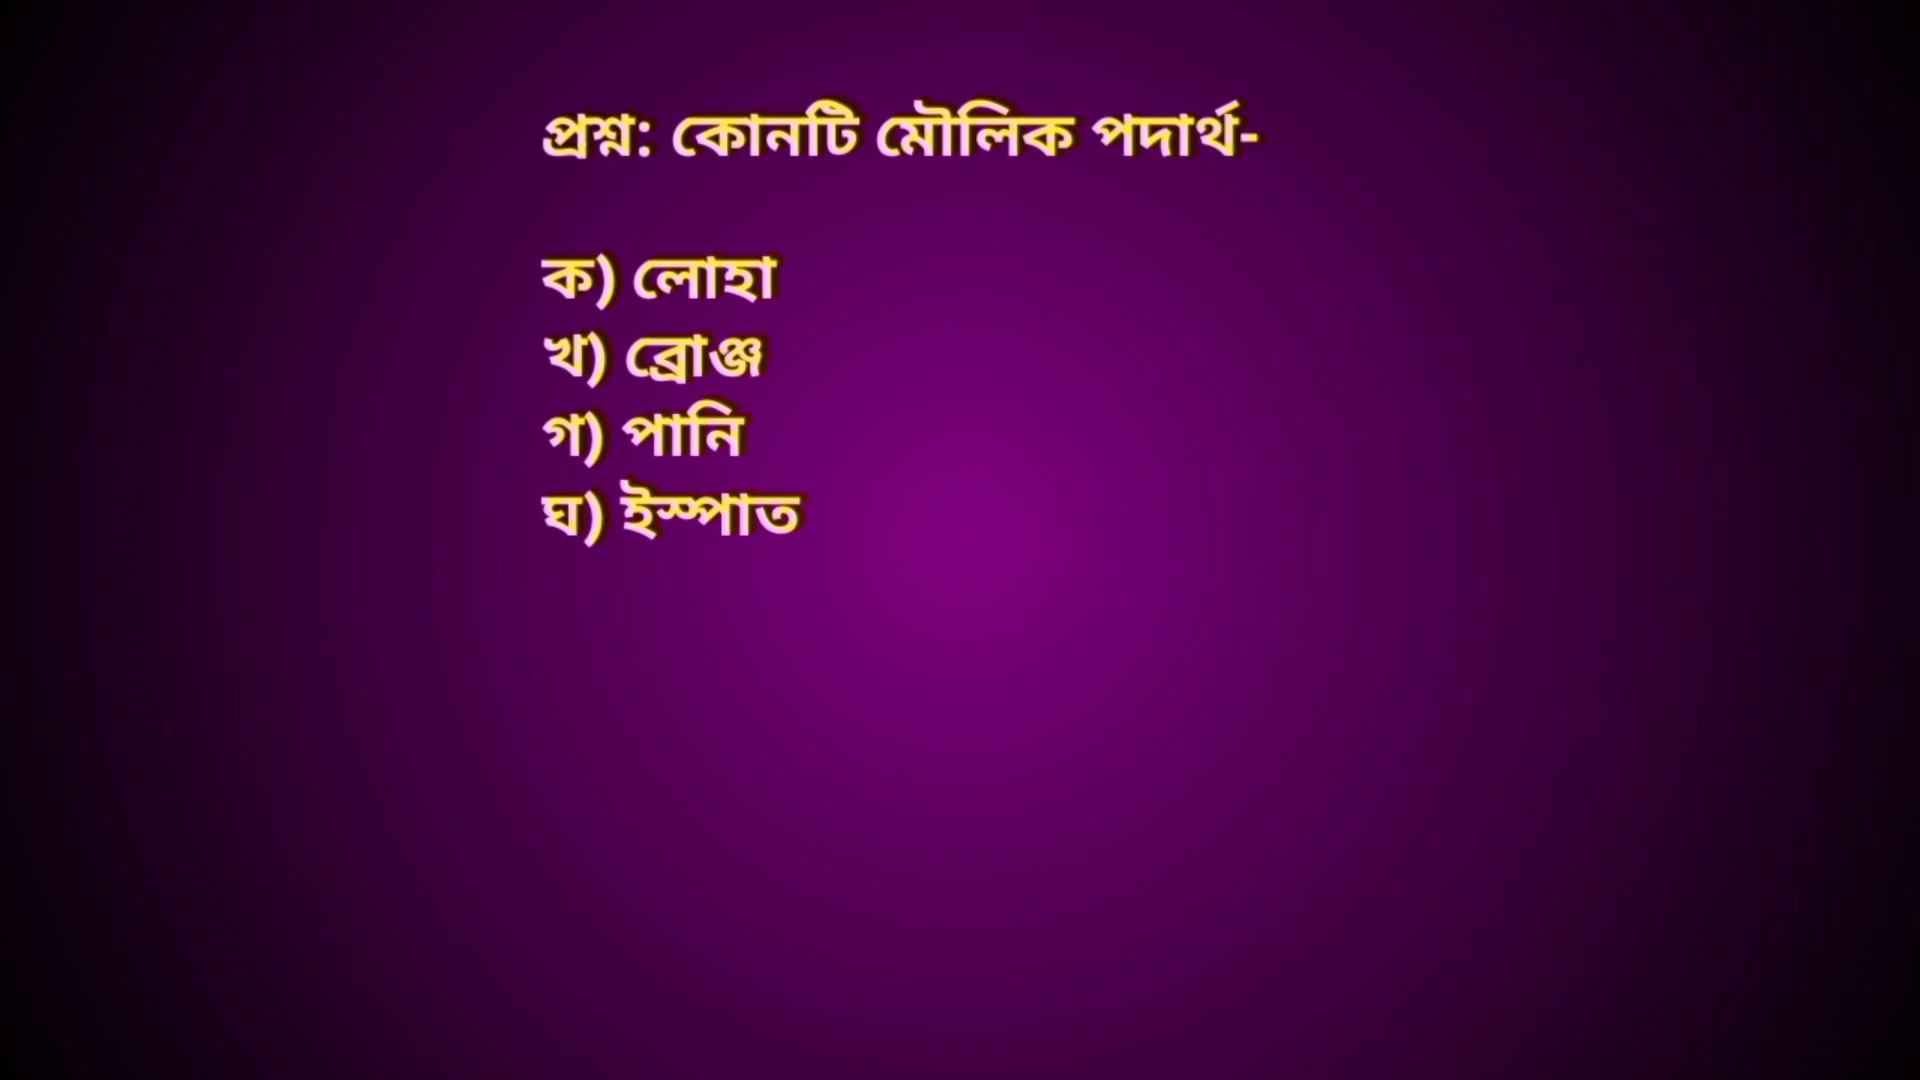 প্রশ্ন: কোনটি মৌলিক পদার্থ-
ক) লোহা
খ) ব্রোঞ্জ
গ) পানি
ঘ) ইস্পাত